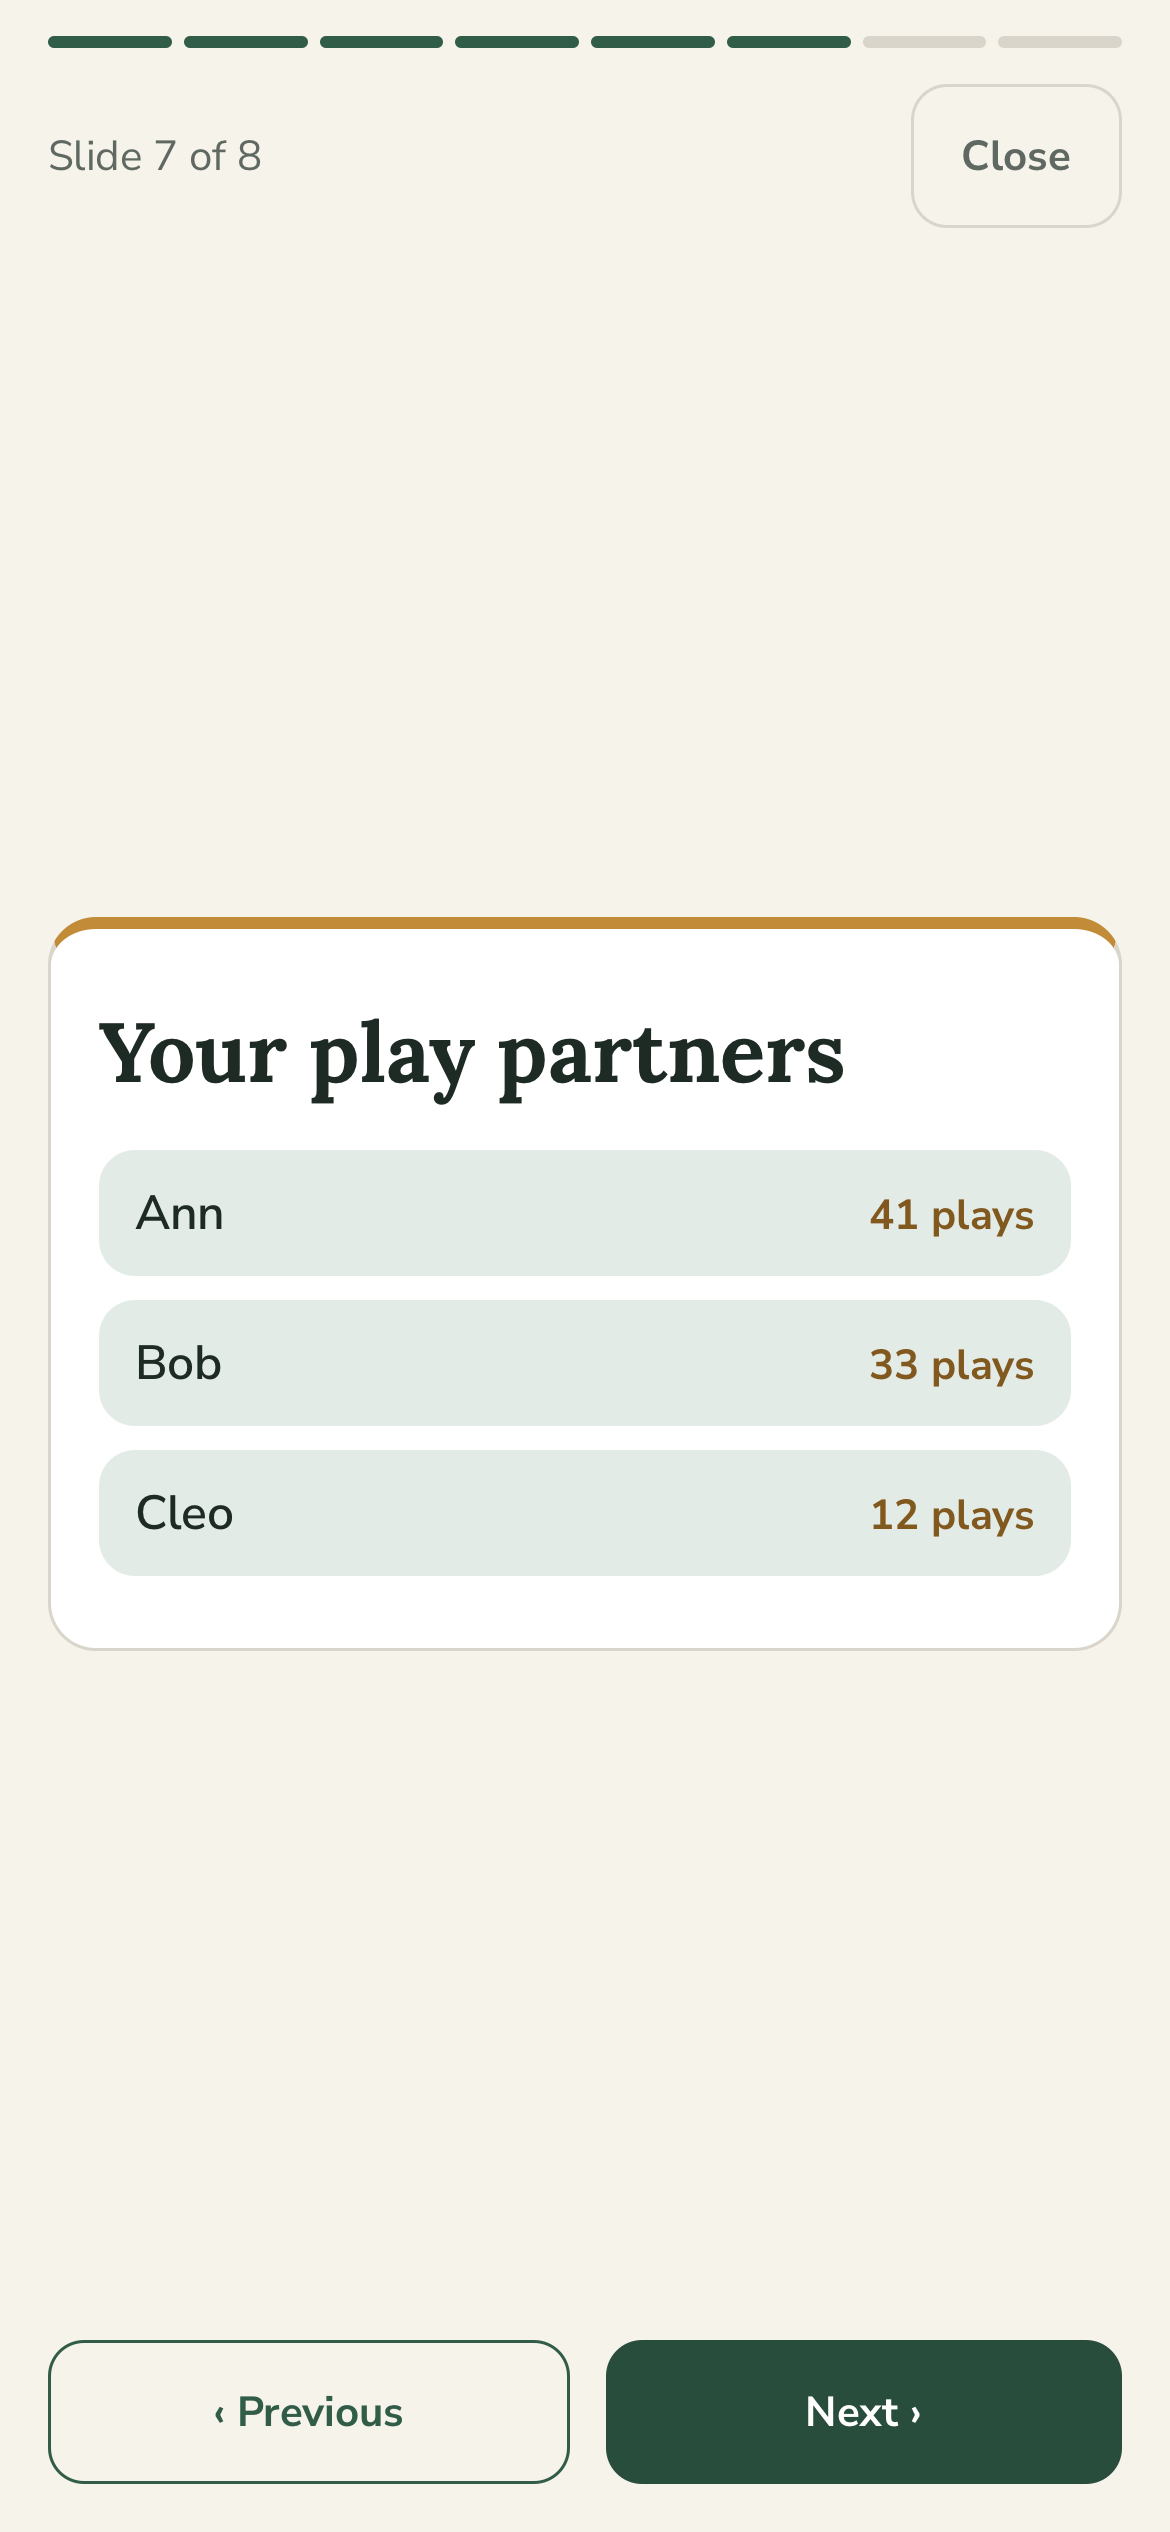 Slide 7 of 8
Close
Your play partners
Ann 41 plays
Bob 33 plays
Cleo 12 plays
‹ Previous
Next ›